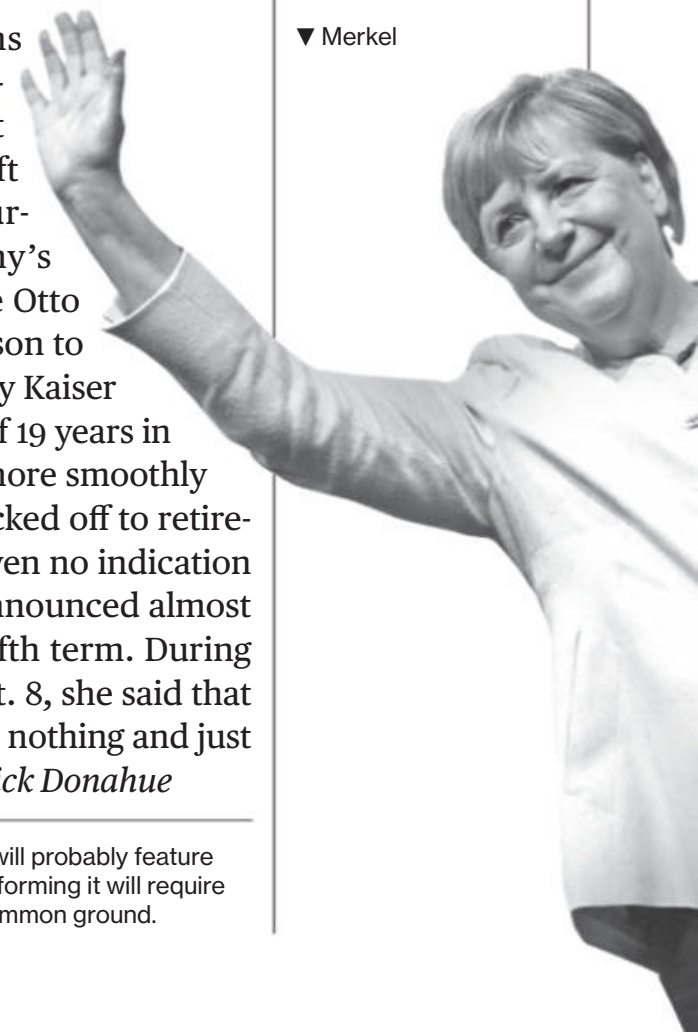 ns
-
t
ft
ur-
ny's
e Otto
son to
y Kaiser
f 19 years in
more smoothly
cked off to retire-
ven no indication
nnounced almost
fth term. During
t. 8, she said that
nothing and just
ick Donahue
will probably feature
forming it will require
mmon ground.
▼ Merkel